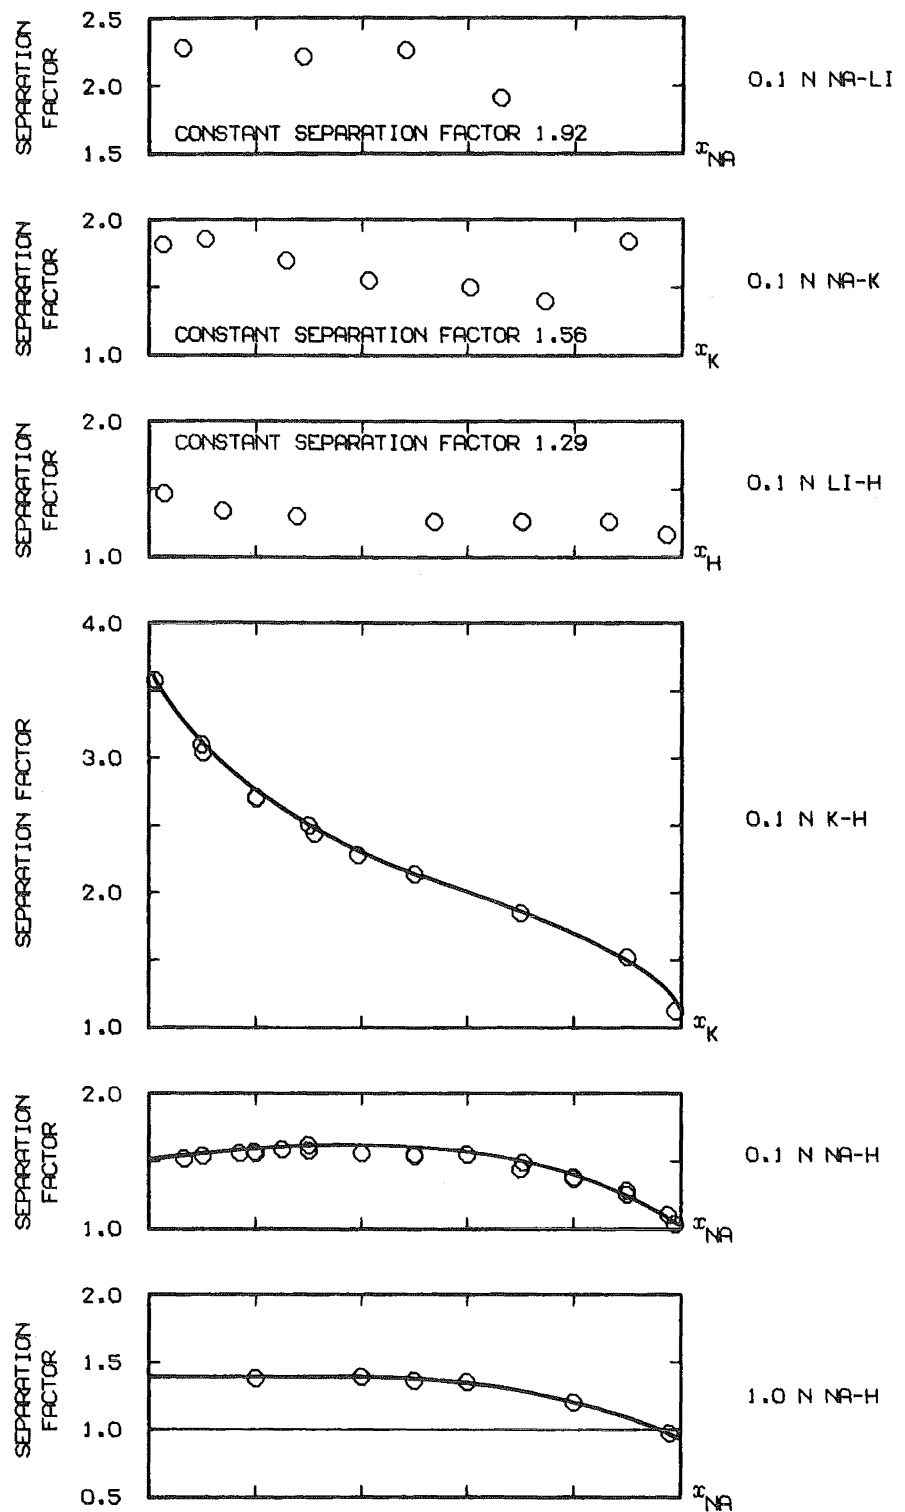 SEPARATION
FACTOR
2.5
2.0
1.5
CONSTANT SEPARATION FACTOR 1.92
x_NA
0.1 N NA-LI
SEPARATION
FACTOR
2.0
1.0
CONSTANT SEPARATION FACTOR 1.56
x_K
0.1 N NA-K
SEPARATION
FACTOR
2.0
1.0
CONSTANT SEPARATION FACTOR 1.29
x_H
0.1 N LI-H
SEPARATION FACTOR
4.0
3.0
2.0
1.0
x_K
0.1 N K-H
SEPARATION
FACTOR
2.0
1.0
x_NA
0.1 N NA-H
SEPARATION
FACTOR
2.0
1.5
1.0
0.5
x_NA
1.0 N NA-H